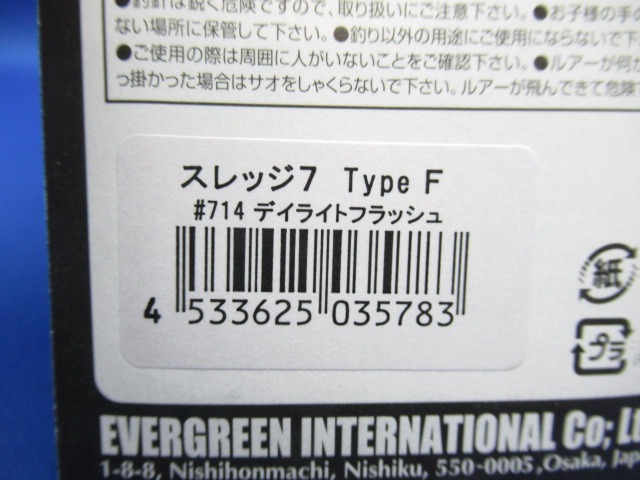 ●釣針は鋭く危険ですので、取り扱いにご注意下さい。●お子様の手の
ない場所に保管して下さい。●釣り以外の用途にご使用にならないで下
●ご使用の際は周囲に人がいないことをご確認下さい。●ルアーが何か
っ掛かった場合はサオをしゃくらないで下さい。ルアーが飛んできて危険で
スレッジ7 Type F
#714 デイライトフラッシュ
4 533625 035783
紙
プラ
EVERGREEN INTERNATIONAL Co; L
1-8-8, Nishihonmachi, Nishiku, 550-0005, Osaka, Jap